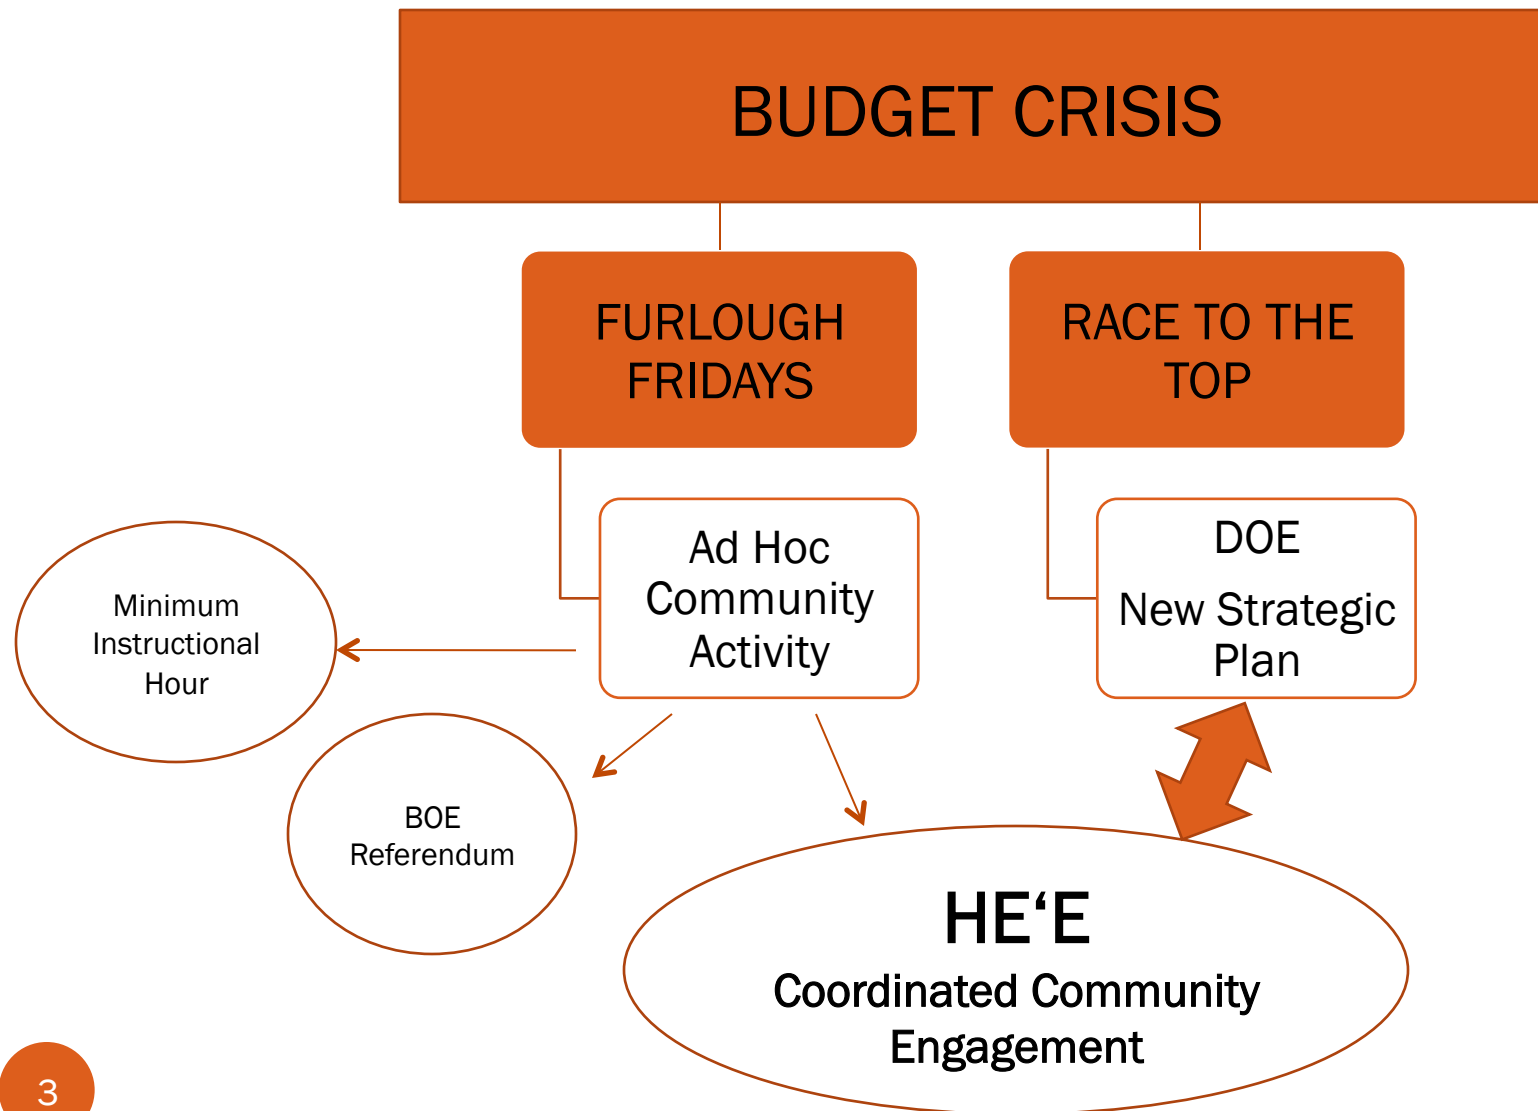 BUDGET CRISIS
FURLOUGH
FRIDAYS
RACE TO THE
TOP
Ad Hoc
Community
Activity
DOE
New Strategic
Plan
Minimum
Instructional
Hour
BOE
Referendum
HE‘E
Coordinated Community
Engagement
3